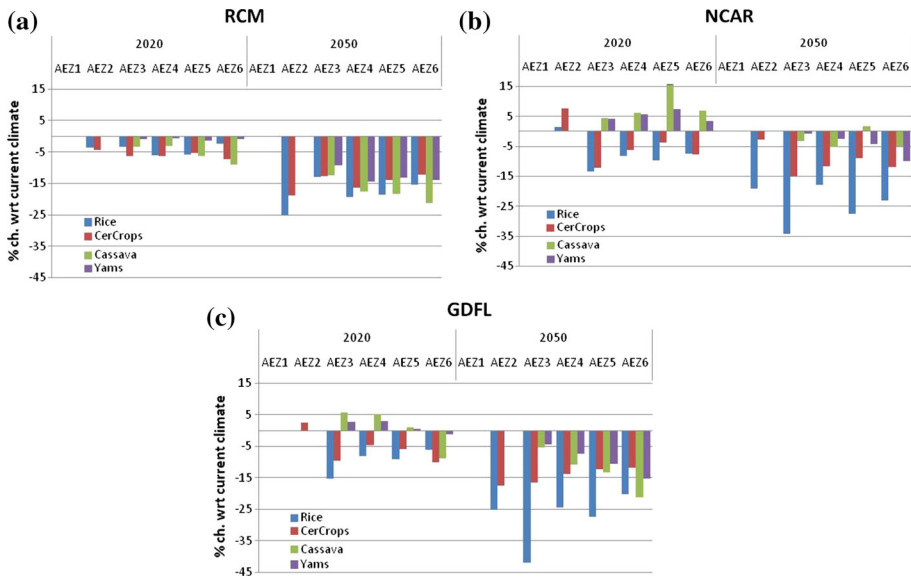 (a)
RCM
2020 2050
AEZ1 AEZ2 AEZ3 AEZ4 AEZ5 AEZ6 AEZ1 AEZ2 AEZ3 AEZ4 AEZ5 AEZ6
% ch. wrt current climate
15
5
-5
-15
-25
-35
-45
Rice
CerCrops
Cassava
Yams
(b)
NCAR
2020 2050
AEZ1 AEZ2 AEZ3 AEZ4 AEZ5 AEZ6 AEZ1 AEZ2 AEZ3 AEZ4 AEZ5 AEZ6
% ch. wrt current climate
15
5
-5
-15
-25
-35
-45
Rice
CerCrops
Cassava
Yams
(c)
GDFL
2020 2050
AEZ1 AEZ2 AEZ3 AEZ4 AEZ5 AEZ6 AEZ1 AEZ2 AEZ3 AEZ4 AEZ5 AEZ6
% ch. wrt current climate
15
5
-5
-15
-25
-35
-45
Rice
CerCrops
Cassava
Yams